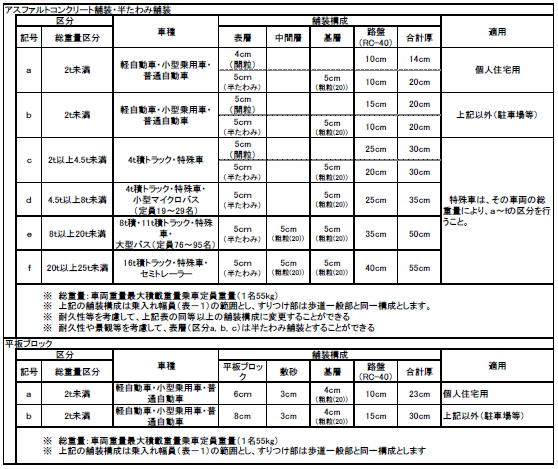 アスファルトコンクリート舗装・半たわみ舗装
区分 車種 舗装構成 適用
記号 総重量区分 表層 中間層 基層 路盤(RC-40) 合計厚
a 2t未満 軽自動車・小型乗用車・普通自動車 4cm(開粒) 10cm 14cm 個人住宅用
5cm(半たわみ) 5cm(粗粒(20)) 10cm 20cm
b 2t未満 軽自動車・小型乗用車・普通自動車 5cm(開粒) 15cm 20cm 上記以外(駐車場等)
5cm(半たわみ) 5cm(粗粒(20)) 10cm 20cm
c 2t以上4.5t未満 4t積トラック・特殊車 5cm(開粒) 25cm 30cm
5cm(半たわみ) 5cm(粗粒(20)) 20cm 30cm
d 4.5t以上8t未満 4t積トラック・特殊車・小型マイクロバス(定員19~29名) 5cm(半たわみ) 5cm(粗粒(20)) 25cm 35cm
特殊車は、その車両の総重量により、a~fの区分を行うこと。
e 8t以上20t未満 8t積・11t積トラック・特殊車・大型バス(定員76~95名) 5cm(半たわみ) 5cm(粗粒(20)) 5cm(粗粒(20)) 35cm 50cm
f 20t以上25t未満 16t積トラック・特殊車・セミトレーラー 5cm(半たわみ) 5cm(粗粒(20)) 5cm(粗粒(20)) 40cm 55cm
※ 総重量:車両重量最大積載重量乗車定員重量(1名55kg)
※ 上記の舗装構成は乗入れ幅員(表-1)の範囲とし、すりつけ部は歩道一般部と同一構成とします。
※ 耐久性等を考慮して、上記表の同等以上の舗装構成に変更することができる
※ 耐久性や景観等を考慮して、表層(区分a, b, c)は半たわみ舗装とすることができる
平板ブロック
区分 車種 舗装構成 適用
記号 総重量区分 平板ブロック 敷砂 基層 路盤(RC-40) 合計厚
a 2t未満 軽自動車・小型乗用車・普通自動車 6cm 3cm 4cm(粗粒(20)) 10cm 23cm 個人住宅用
b 2t未満 軽自動車・小型乗用車・普通自動車 8cm 3cm 4cm(粗粒(20)) 15cm 30cm 上記以外(駐車場等)
※ 総重量:車両重量最大積載重量乗車定員重量(1名55kg)
※ 上記の舗装構成は乗入れ幅員(表-1)の範囲とし、すりつけ部は歩道一般部と同一構成とします